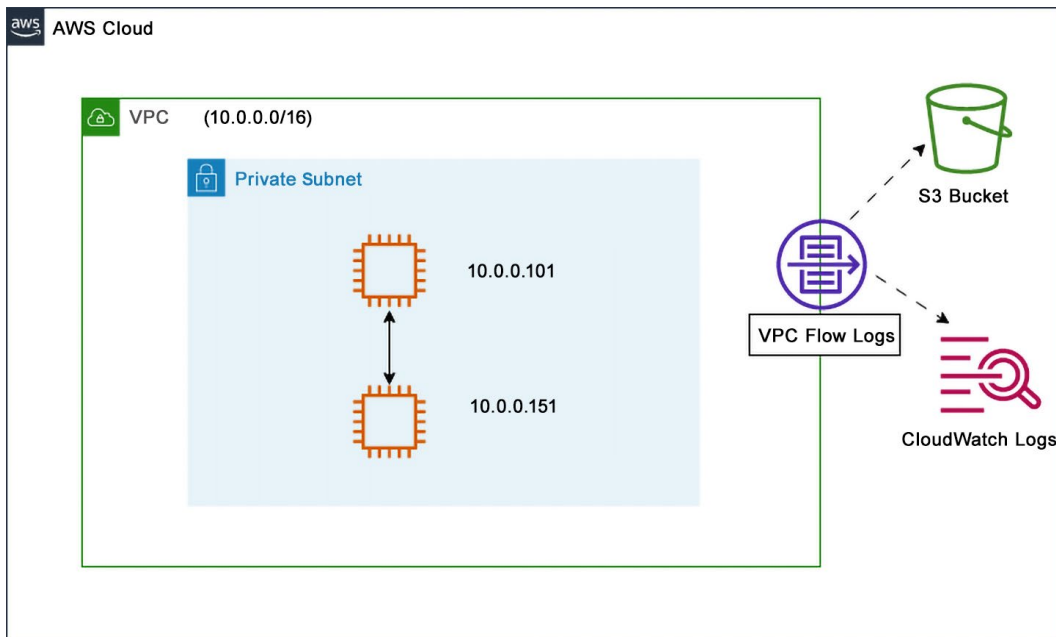 aws
AWS Cloud
VPC (10.0.0.0/16)
Private Subnet
10.0.0.101
10.0.0.151
S3 Bucket
VPC Flow Logs
CloudWatch Logs